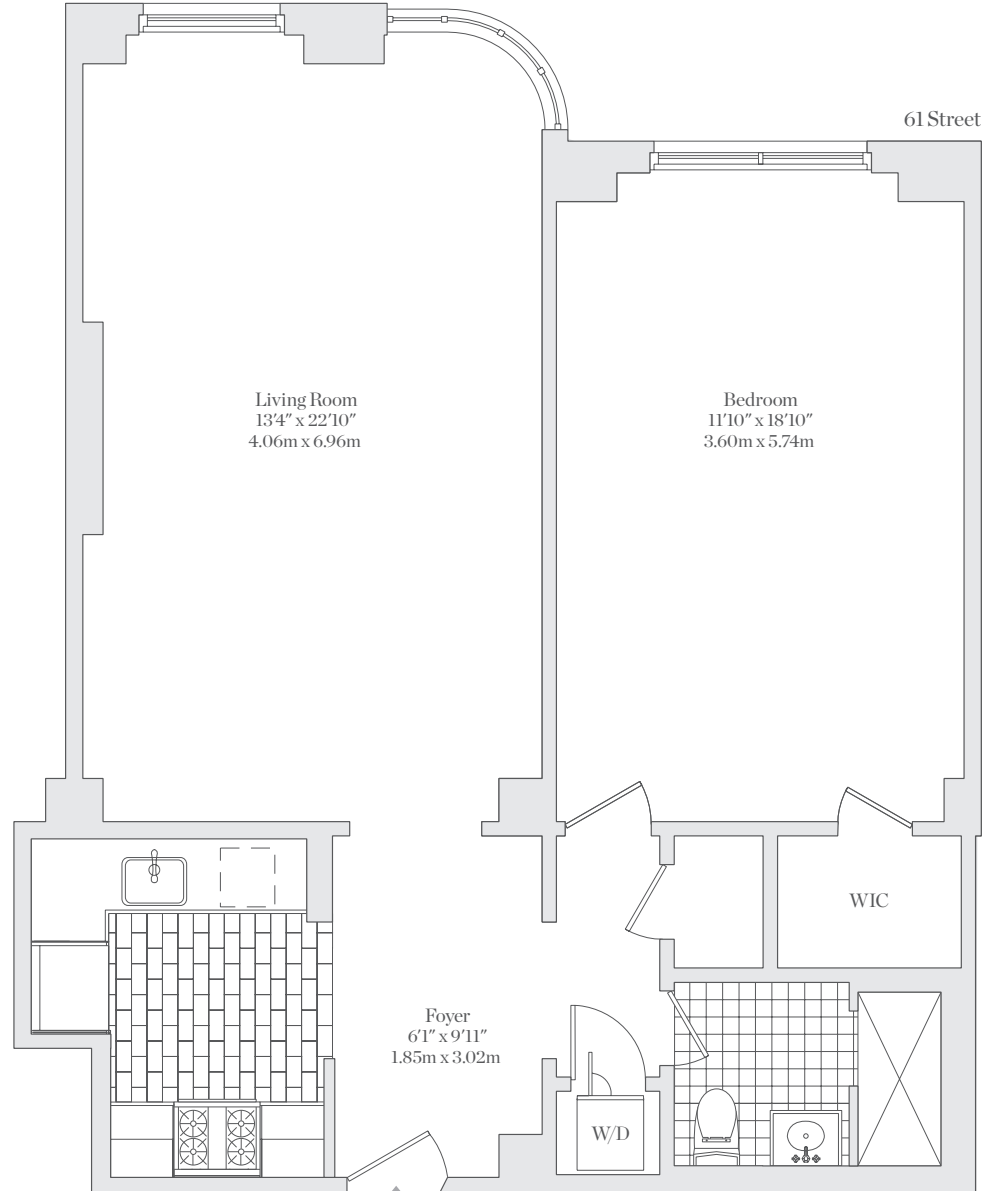 61 Street
Living Room
13'4" x 22'10"
4.06m x 6.96m
Bedroom
11'10" x 18'10"
3.60m x 5.74m
WIC
Foyer
6'1" x 9'11"
1.85m x 3.02m
W/D